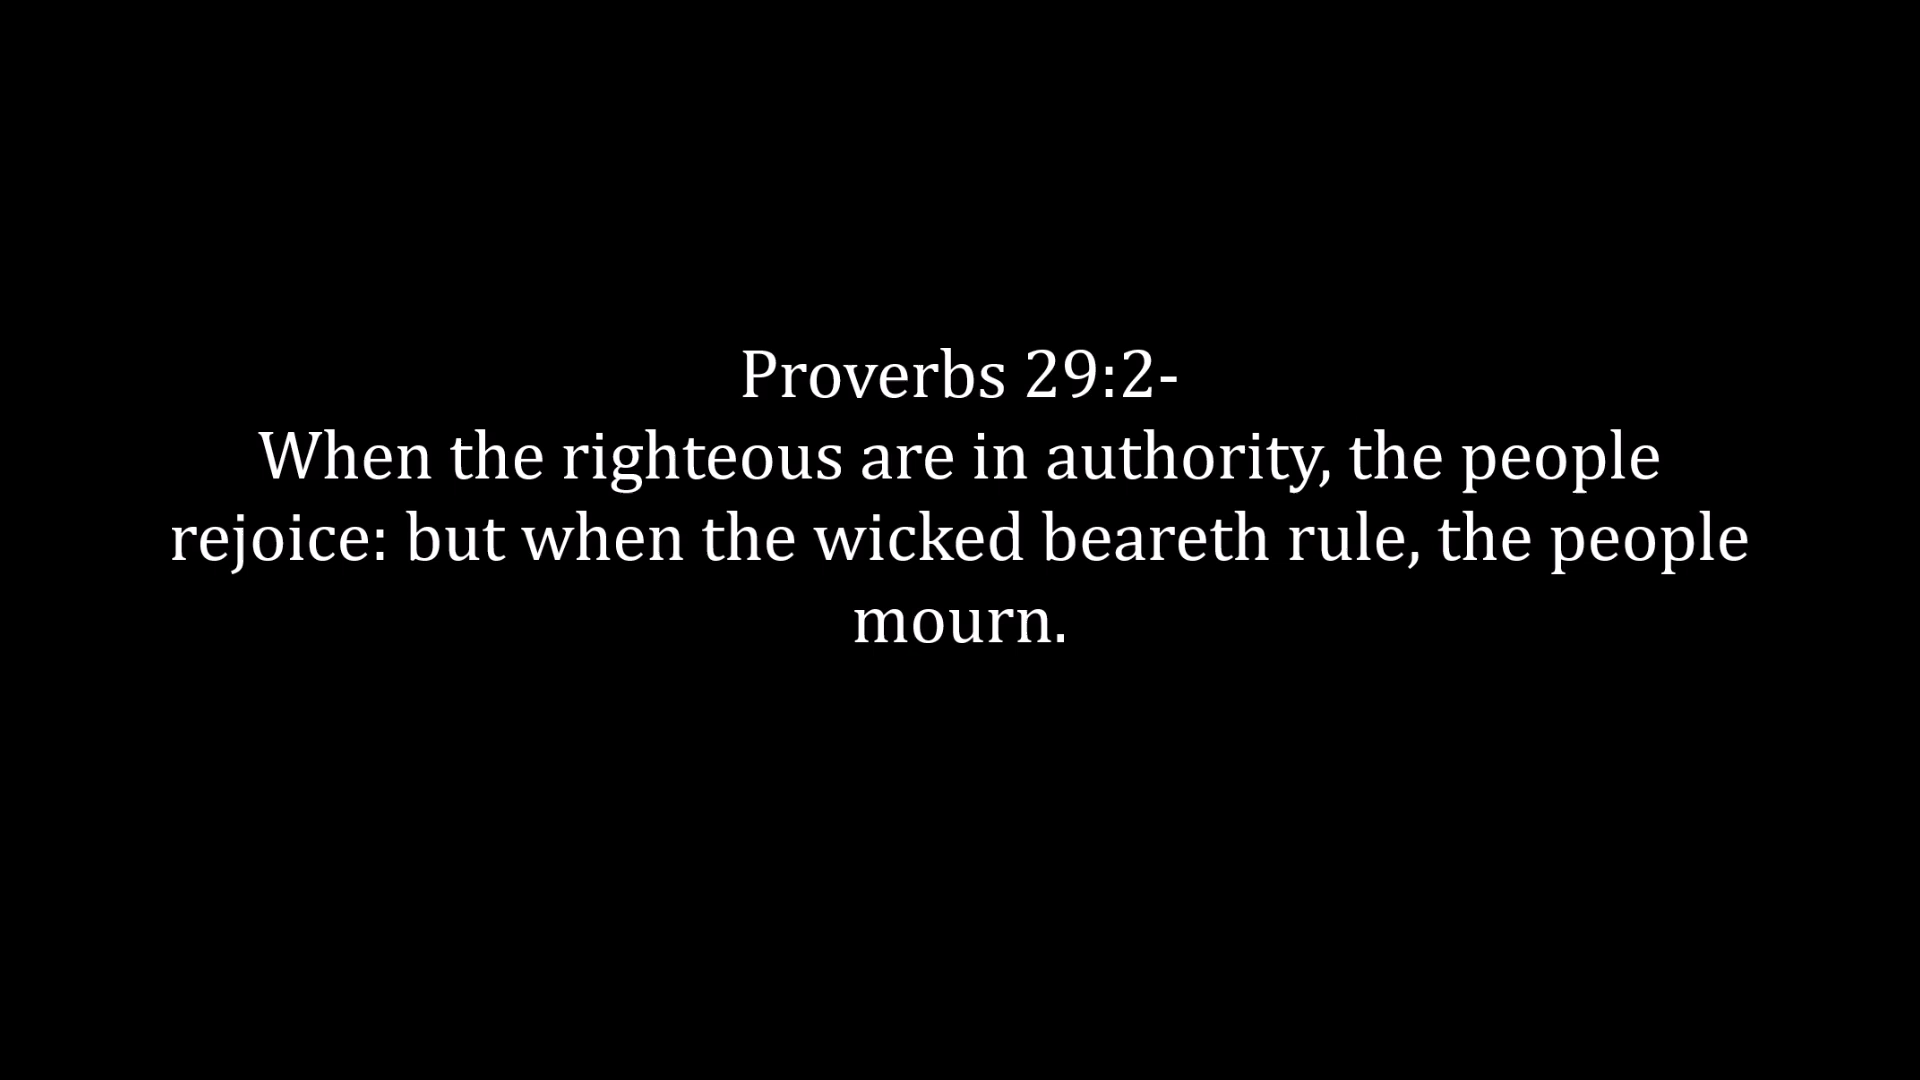 Proverbs 29:2-
When the righteous are in authority, the people
rejoice: but when the wicked beareth rule, the people
mourn.